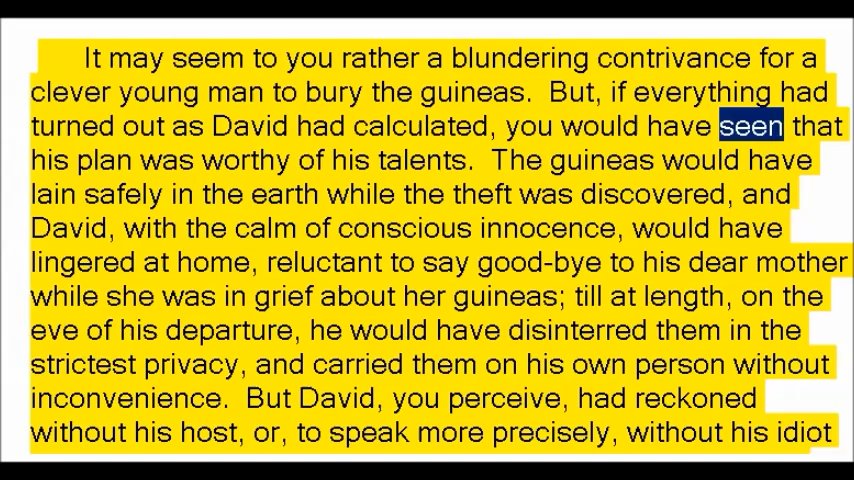 It may seem to you rather a blundering contrivance for a
clever young man to bury the guineas. But, if everything had
turned out as David had calculated, you would have seen that
his plan was worthy of his talents. The guineas would have
lain safely in the earth while the theft was discovered, and
David, with the calm of conscious innocence, would have
lingered at home, reluctant to say good-bye to his dear mother
while she was in grief about her guineas; till at length, on the
eve of his departure, he would have disinterred them in the
strictest privacy, and carried them on his own person without
inconvenience. But David, you perceive, had reckoned
without his host, or, to speak more precisely, without his idiot